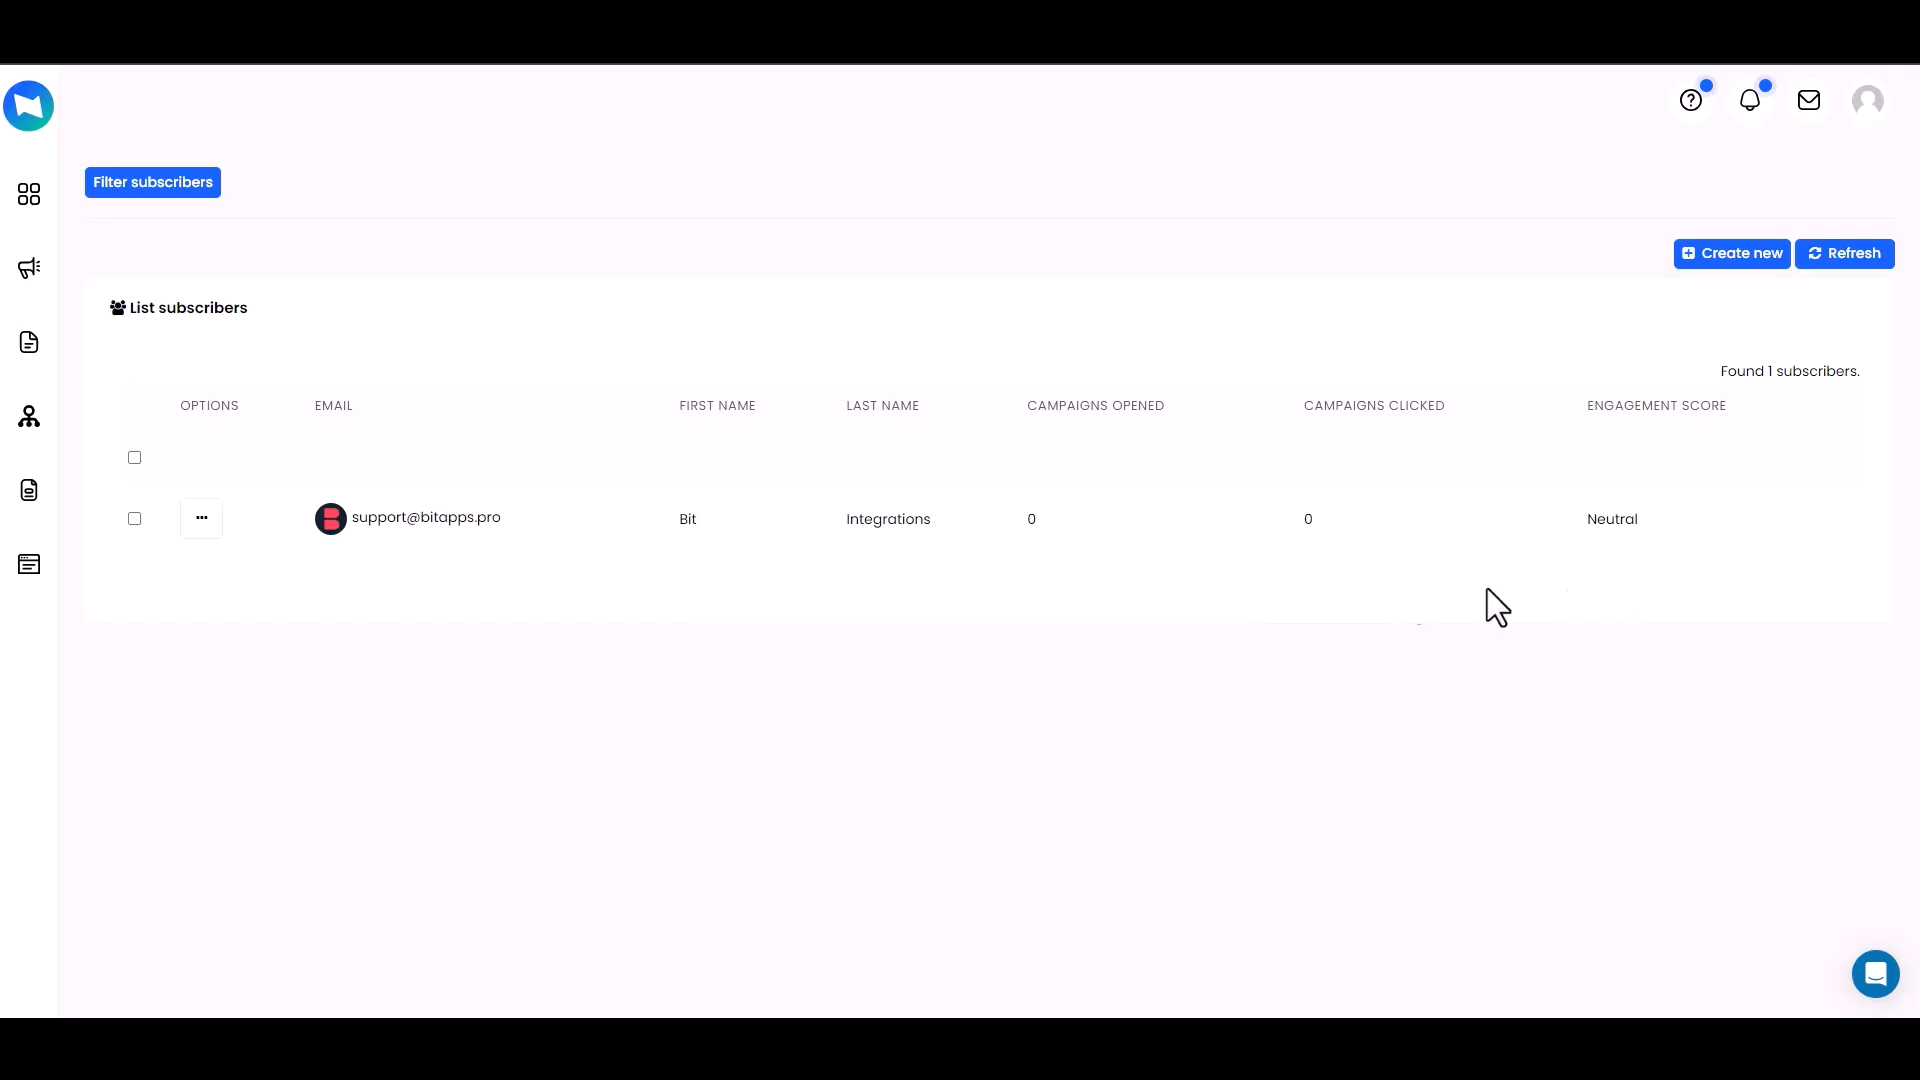 Filter subscribers
Create new
Refresh
List subscribers
Found 1 subscribers.
OPTIONS EMAIL FIRST NAME LAST NAME CAMPAIGNS OPENED CAMPAIGNS CLICKED ENGAGEMENT SCORE
support@bitapps.pro Bit Integrations 0 0 Neutral